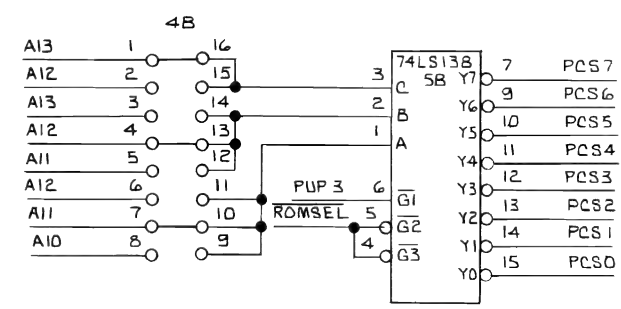 4B
A13 1 16
A12 2 15
A13 3 14
A12 4 13
A11 5 12
A12 6 11
A11 7 10
A10 8 9
74LS138
5B
3 C
2 B
1 A
PUP 3 6 G1
ROMSEL 5 G2
4 G3
Y7 7 PCS7
Y6 9 PCS6
Y5 10 PCS5
Y4 11 PCS4
Y3 12 PCS3
Y2 13 PCS2
Y1 14 PCS1
Y0 15 PCS0